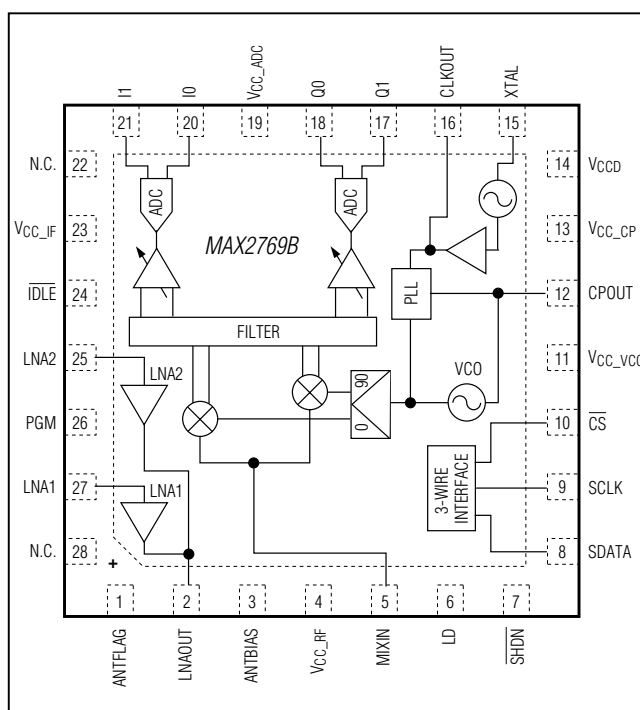 I1
I0
VCC_ADC
Q0
Q1
CLKOUT
XTAL
21
20
19
18
17
16
15
N.C.
22
VCC_IF
23
IDLE
24
LNA2
25
PGM
26
LNA1
27
N.C.
28
14
VCCD
13
VCC_CP
12
CPOUT
11
VCC_VCO
10
CS
9
SCLK
8
SDATA
ADC
ADC
MAX2769B
PLL
FILTER
LNA2
90
0
VCO
3-WIRE
INTERFACE
LNA1
+
1
2
3
4
5
6
7
ANTFLAG
LNAOUT
ANTBIAS
VCC_RF
MIXIN
LD
SHDN